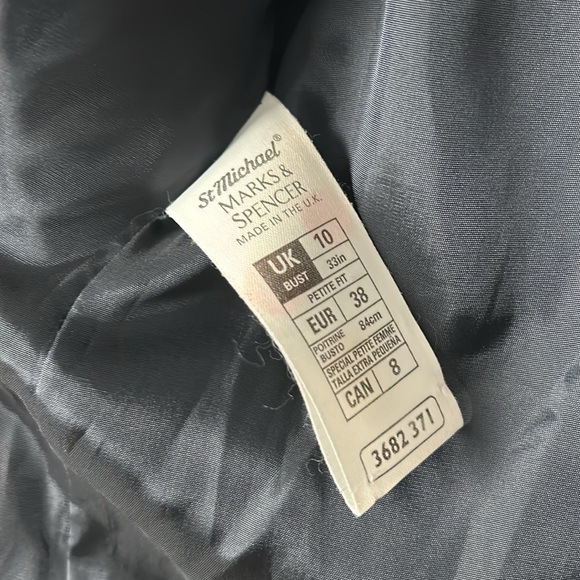 St Michael®
MARKS &
SPENCER
MADE IN THE U.K.
UK 10
BUST 33in
PETITE FIT
EUR 38
POITRINE
BUSTO 84cm
SPECIAL PETITE FEMME
TALLA EXTRA PEQUEÑA
CAN 8
3682 371